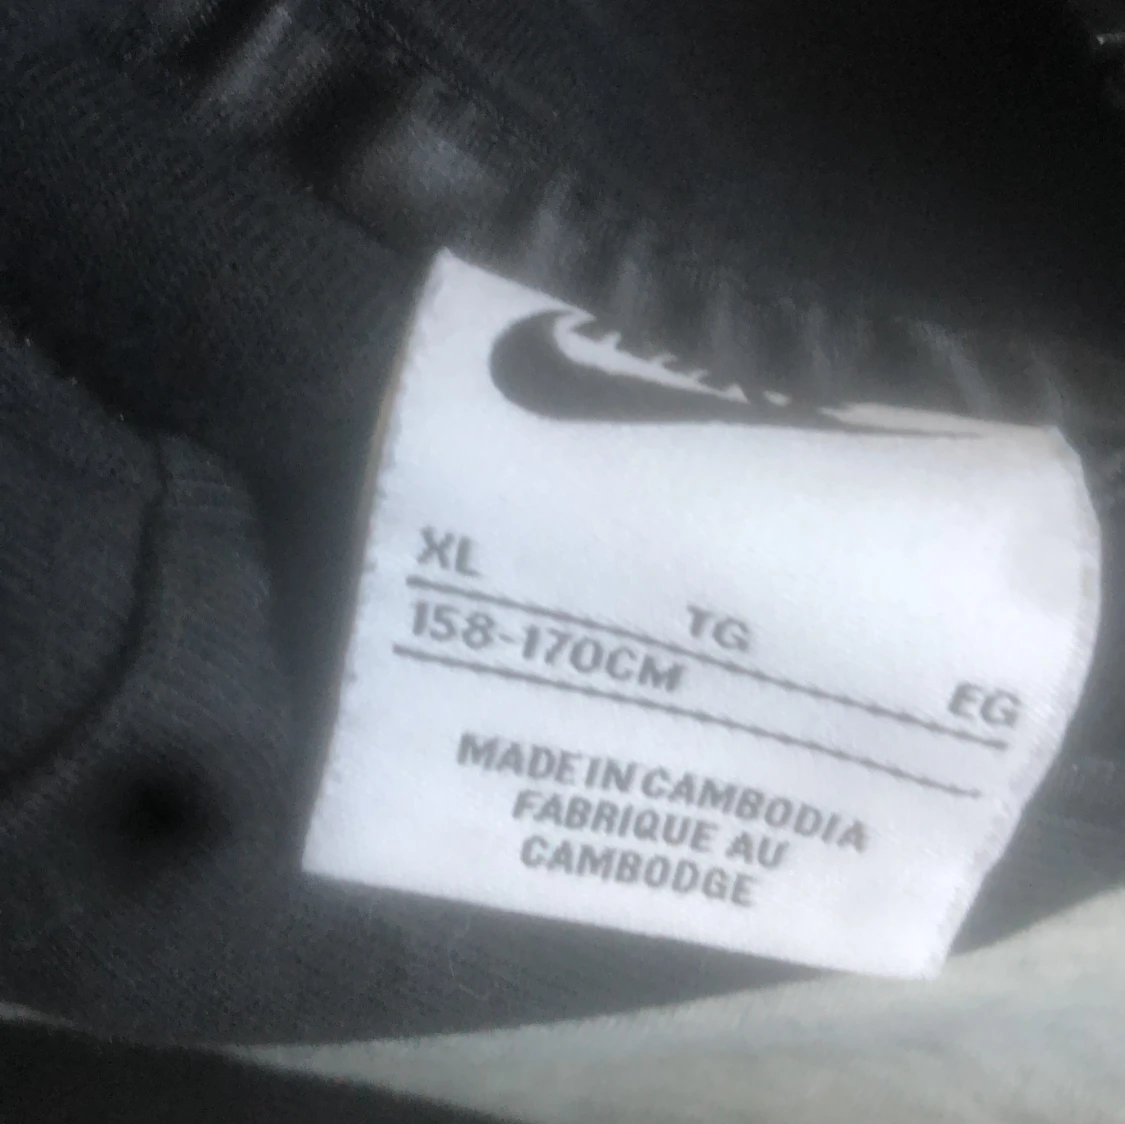 XL TG EG
158-170CM
MADE IN CAMBODIA
FABRIQUE AU
CAMBODGE